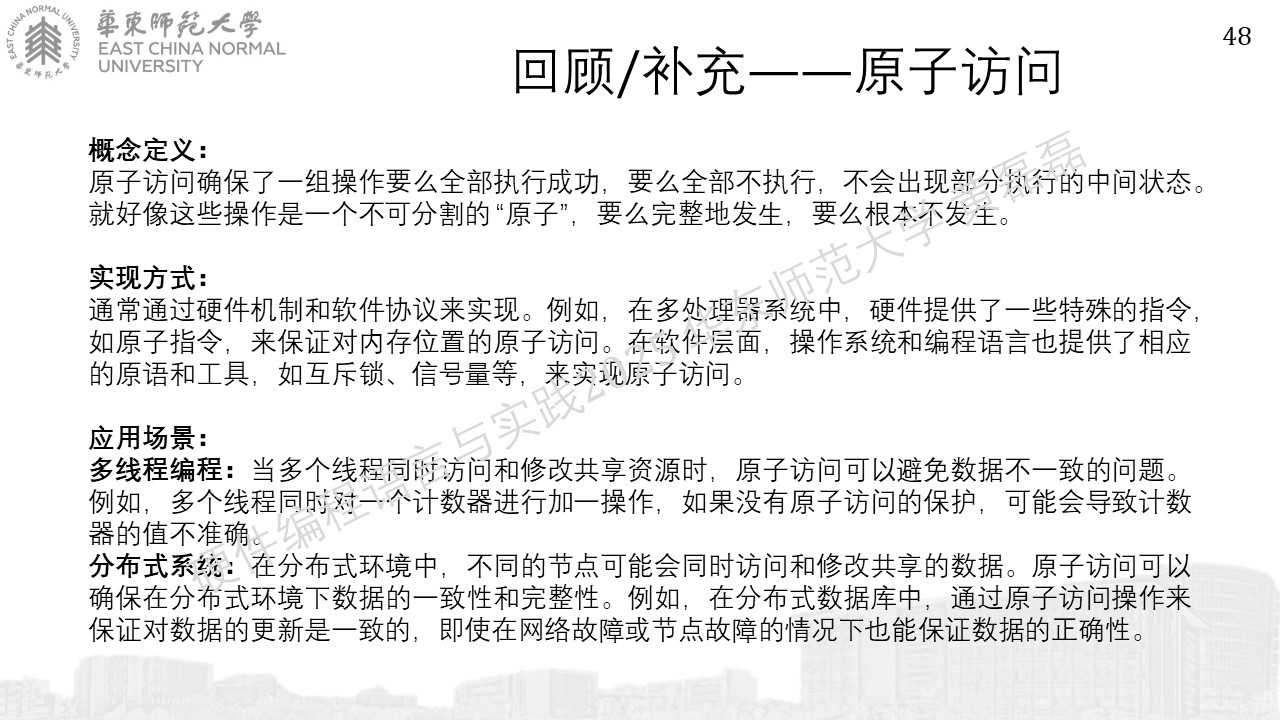 EAST CHINA NORMAL UNIVERSITY
華東師範大學
華東師範大學
EAST CHINA NORMAL
UNIVERSITY
48
回顾/补充——原子访问
概念定义：
原子访问确保了一组操作要么全部执行成功，要么全部不执行，不会出现部分执行的中间状态。
就好像这些操作是一个不可分割的 “原子”，要么完整地发生，要么根本不发生。
实现方式：
通常通过硬件机制和软件协议来实现。例如，在多处理器系统中，硬件提供了一些特殊的指令，
如原子指令，来保证对内存位置的原子访问。在软件层面，操作系统和编程语言也提供了相应
的原语和工具，如互斥锁、信号量等，来实现原子访问。
应用场景：
多线程编程：当多个线程同时访问和修改共享资源时，原子访问可以避免数据不一致的问题。
例如，多个线程同时对一个计数器进行加一操作，如果没有原子访问的保护，可能会导致计数
器的值不准确。
分布式系统：在分布式环境中，不同的节点可能会同时访问和修改共享的数据。原子访问可以
确保在分布式环境下数据的一致性和完整性。例如，在分布式数据库中，通过原子访问操作来
保证对数据的更新是一致的，即使在网络故障或节点故障的情况下也能保证数据的正确性。
硬件编程语言与实践2025 华东师范大学 黄磊磊